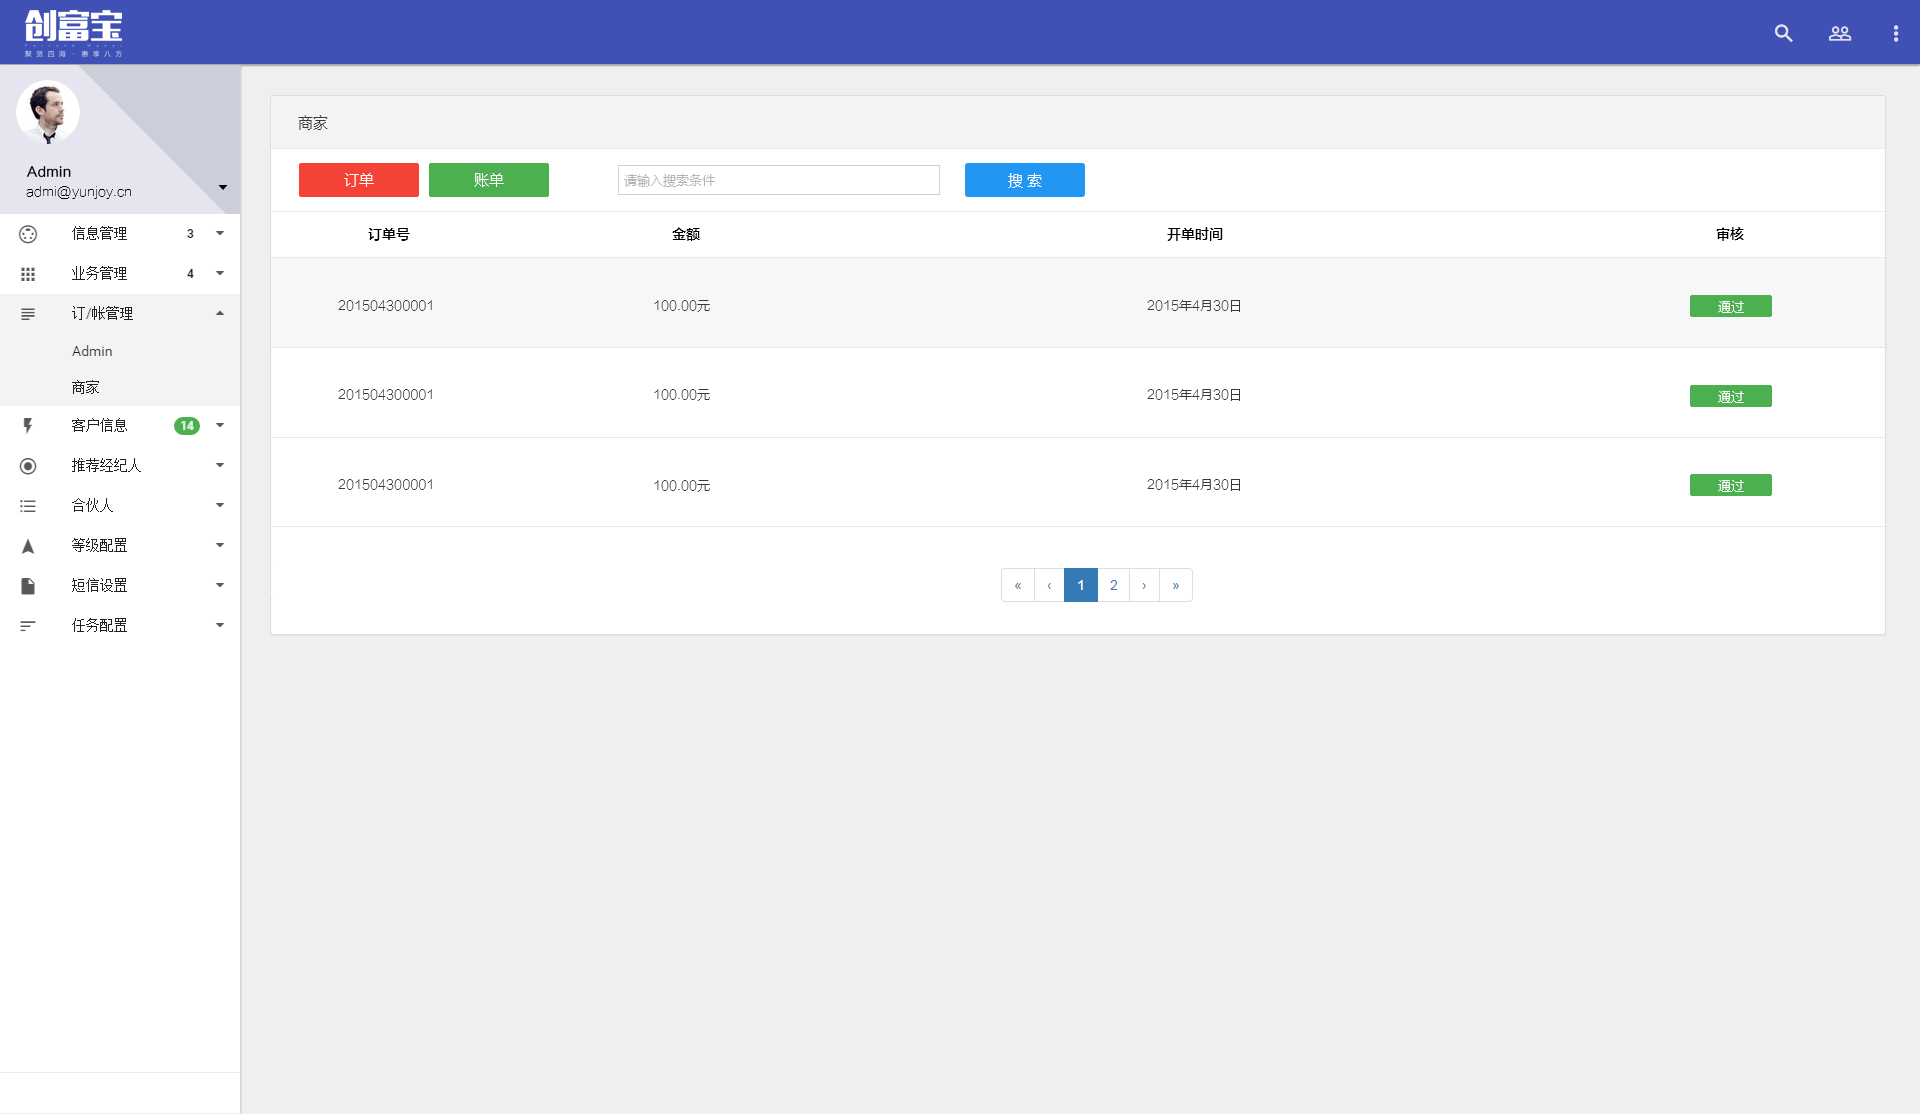 创富宝
Fortune Maker
聚贤四海·惠享八方
Admin
admi@yunjoy.cn
信息管理 3
业务管理 4
订/帐管理
Admin
商家
客户信息 14
推荐经纪人
合伙人
等级配置
短信设置
任务配置
商家
订单 账单 请输入搜索条件 搜 索
订单号 金额 开单时间 审核
201504300001 100.00元 2015年4月30日 通过
201504300001 100.00元 2015年4月30日 通过
201504300001 100.00元 2015年4月30日 通过
« ‹ 1 2 › »